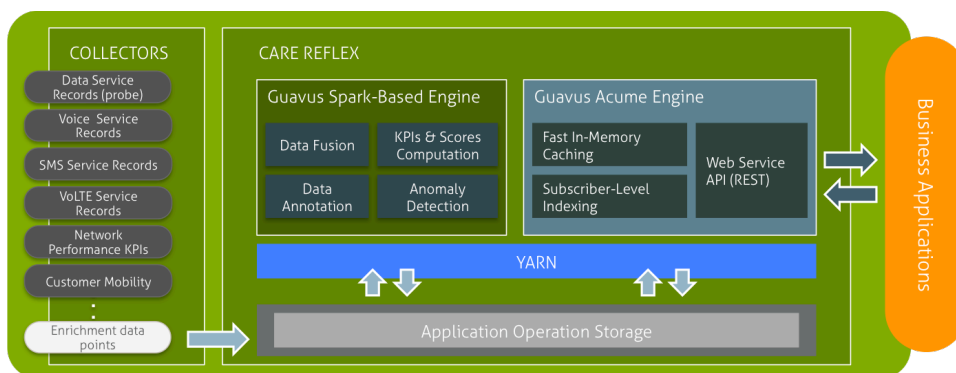 COLLECTORS
Data Service
Records (probe)
Voice Service
Records
SMS Service Records
VoLTE Service
Records
Network
Performance KPIs
Customer Mobility
Enrichment data
points
CARE REFLEX
Guavus Spark-Based Engine
Data Fusion
KPIs & Scores
Computation
Data
Annotation
Anomaly
Detection
Guavus Acume Engine
Fast In-Memory
Caching
Subscriber-Level
Indexing
Web Service
API (REST)
YARN
Application Operation Storage
Business Applications